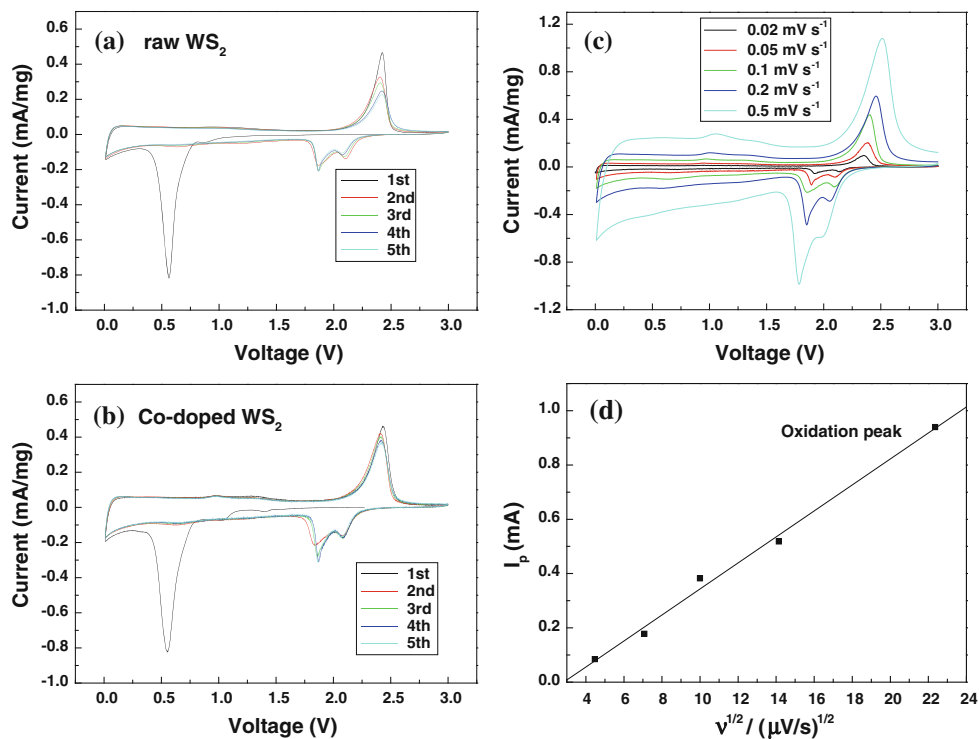 (a) raw WS₂
Current (mA/mg)
0.6
0.4
0.2
0.0
-0.2
-0.4
-0.6
-0.8
-1.0
1st
2nd
3rd
4th
5th
0.0 0.5 1.0 1.5 2.0 2.5 3.0
Voltage (V)
(c)
0.02 mV s⁻¹
0.05 mV s⁻¹
0.1 mV s⁻¹
0.2 mV s⁻¹
0.5 mV s⁻¹
Current (mA/mg)
1.2
0.8
0.4
0.0
-0.4
-0.8
-1.2
0.0 0.5 1.0 1.5 2.0 2.5 3.0
Voltage (V)
(b) Co-doped WS₂
Current (mA/mg)
0.6
0.4
0.2
0.0
-0.2
-0.4
-0.6
-0.8
-1.0
1st
2nd
3rd
4th
5th
0.0 0.5 1.0 1.5 2.0 2.5 3.0
Voltage (V)
(d)
Oxidation peak
Iₚ (mA)
1.0
0.8
0.6
0.4
0.2
0.0
4 6 8 10 12 14 16 18 20 22 24
ν¹ᐟ² / (μV/s)¹ᐟ²